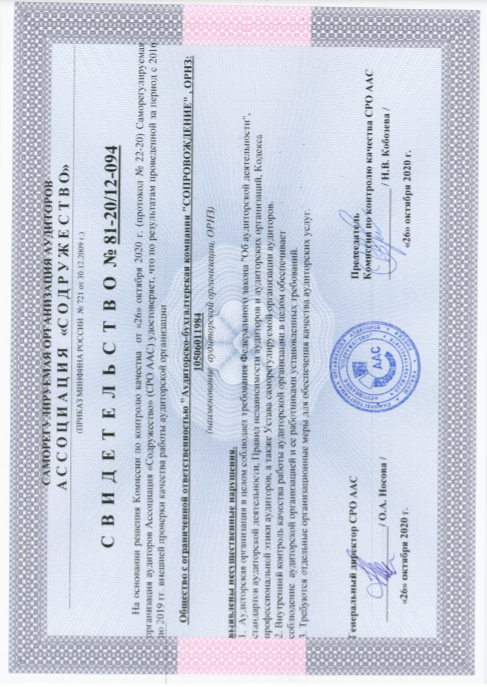 САМОРЕГУЛИРУЕМАЯ ОРГАНИЗАЦИЯ АУДИТОРОВ
АССОЦИАЦИЯ «СОДРУЖЕСТВО»
(ПРИКАЗ МИНФИНА РОССИИ № 721 от 30.12.2009 г.)
СВИДЕТЕЛЬСТВО № 81-20/12-094
На основании решения Комиссии по контролю качества от «26» октября 2020 г. (протокол № 22-20) Саморегулируемая
организация аудиторов Ассоциация «Содружество» (СРО ААС) удостоверяет, что по результатам проведенной за период с 2016
по 2019 гг. внешней проверки качества работы аудиторской организации
Общество с ограниченной ответственностью "Аудиторско-бухгалтерская компания "СОПРОВОЖДЕНИЕ", ОРНЗ:
10506011984
(наименование аудиторской организации, ОРНЗ)
выявлены несущественные нарушения.
1. Аудиторская организация в целом соблюдает требования Федерального закона "Об аудиторской деятельности",
стандартов аудиторской деятельности, Правил независимости аудиторов и аудиторских организаций, Кодекса
профессиональной этики аудиторов, а также Устава саморегулируемой организации аудиторов.
2. Внутренний контроль качества работы аудиторской организации в целом обеспечивает
соблюдение аудиторской организацией и ее работниками установленных требований.
3. Требуются отдельные организационные меры для обеспечения качества аудиторских услуг.
Генеральный директор СРО ААС
/ О.А. Носова /
«26» октября 2020 г.
ААС
Председатель
Комиссии по контролю качества СРО ААС
/ Н.В. Кобозева /
«26» октября 2020 г.